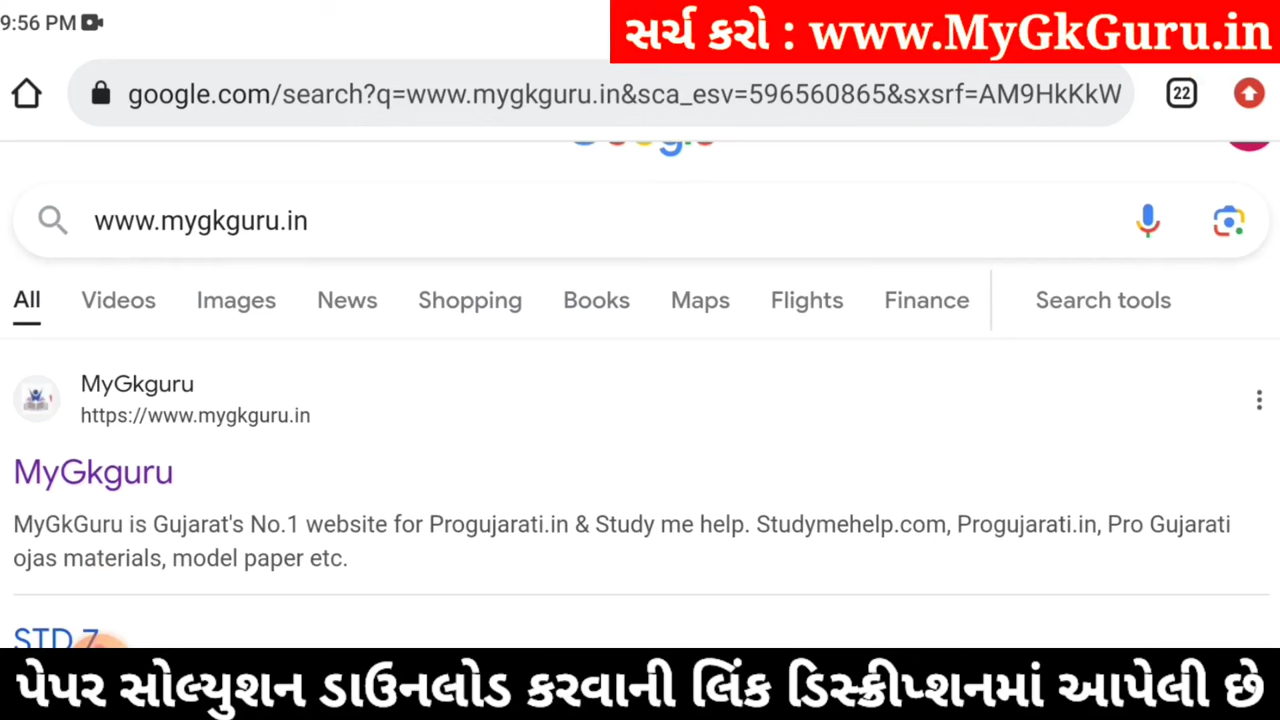 9:56 PM
સર્ચ કરો : www.MyGkGuru.in
google.com/search?q=www.mygkguru.in&sca_esv=596560865&sxsrf=AM9HkKkW
22
www.mygkguru.in
All Videos Images News Shopping Books Maps Flights Finance Search tools
MyGkguru
https://www.mygkguru.in
MyGkguru
MyGkGuru is Gujarat's No.1 website for Progujarati.in & Study me help. Studymehelp.com, Progujarati.in, Pro Gujarati
ojas materials, model paper etc.
STD 7
પેપર સોલ્યુશન ડાઉનલોડ કરવાની લિંક ડિસ્ક્રીપ્શનમાં આપેલી છે